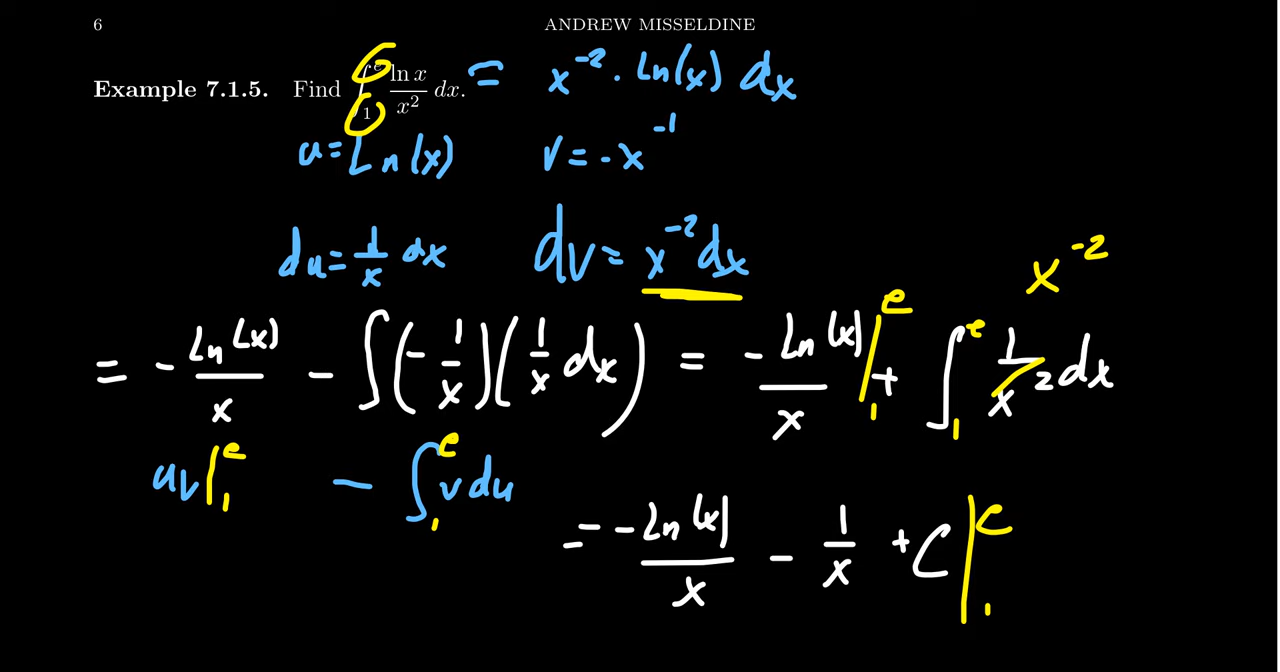 6 ANDREW MISSELDINE
Example 7.1.5. Find ∫₁ᵉ ln x / x² dx. = x⁻² · Ln(x) dx
u = Ln(x) v = -x⁻¹
du = 1/x dx dv = x⁻² dx
x⁻²
= - Ln(x)/x - ∫(-1/x)(1/x dx) = - Ln(x)/x |₁ᵉ + ∫₁ᵉ 1/x² dx
uv |₁ᵉ - ∫₁ᵉ v du
= - Ln(x)/x - 1/x + C |₁ᵉ